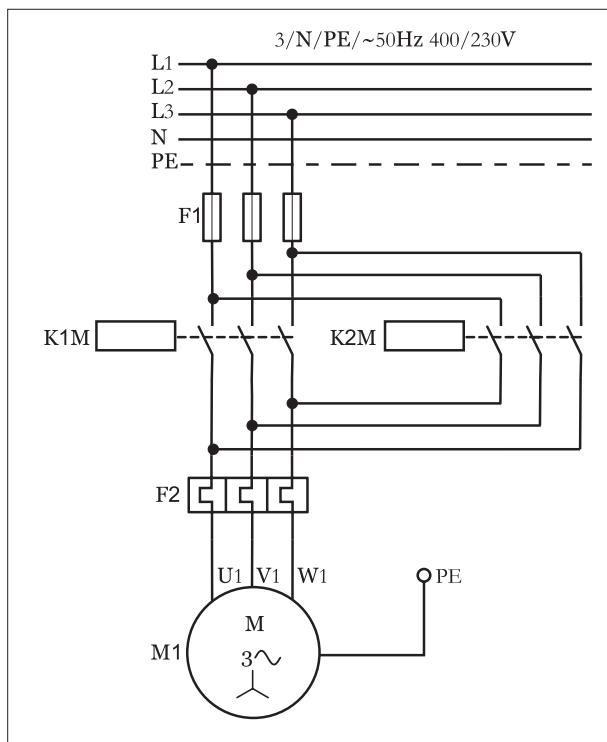 3/N/PE/~50Hz 400/230V
L1
L2
L3
N
PE
F1
K1M
K2M
F2
U1 V1 W1
PE
M
M1
3